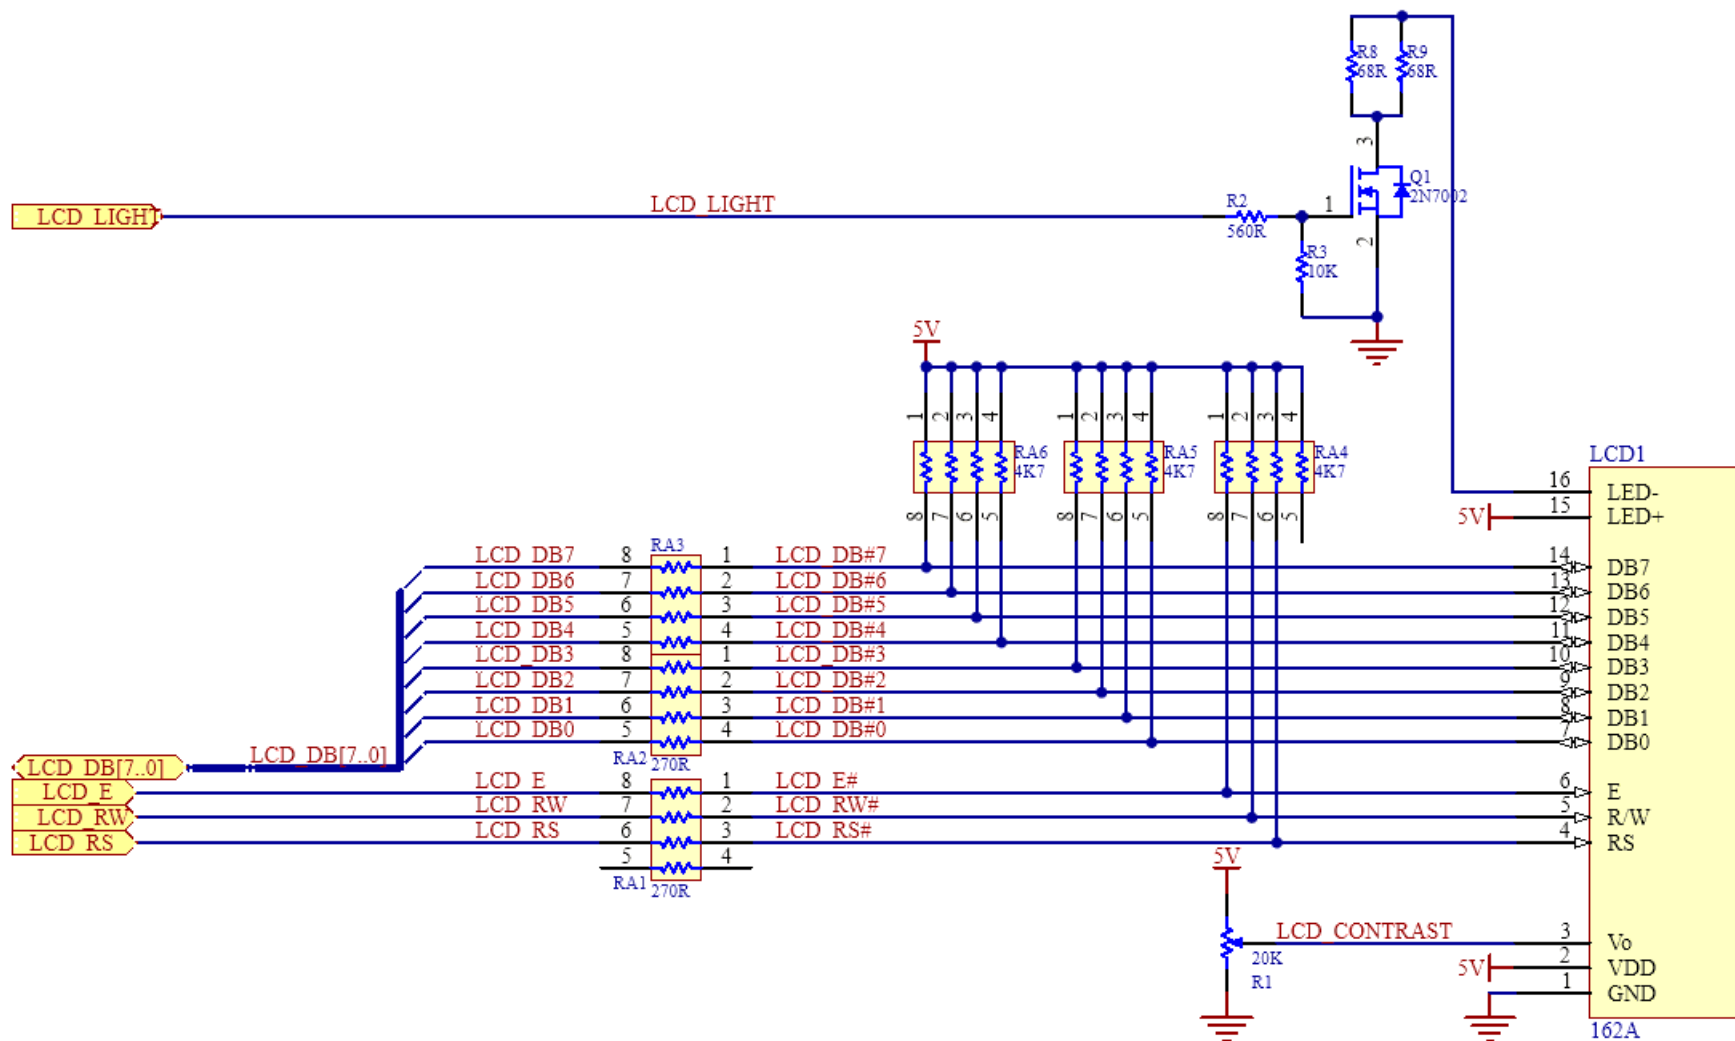 R8
68R
R9
68R
3
Q1
2N7002
LCD_LIGHT
LCD_LIGHT
R2
560R
1
2
R3
10K
5V
1 2 3 4
RA6
4K7
8 7 6 5
1 2 3 4
RA5
4K7
8 7 6 5
1 2 3 4
RA4
4K7
8 7 6 5
LCD1
16 LED-
5V 15 LED+
RA3
LCD_DB7 8 1 LCD_DB#7 14 DB7
LCD_DB6 7 2 LCD_DB#6 13 DB6
LCD_DB5 6 3 LCD_DB#5 12 DB5
LCD_DB4 5 4 LCD_DB#4 11 DB4
LCD_DB3 8 1 LCD_DB#3 10 DB3
LCD_DB2 7 2 LCD_DB#2 9 DB2
LCD_DB1 6 3 LCD_DB#1 8 DB1
LCD_DB0 5 4 LCD_DB#0 7 DB0
RA2 270R
LCD_DB[7..0] LCD_DB[7..0]
LCD_E LCD_E 8 1 LCD_E# 6 E
LCD_RW LCD_RW 7 2 LCD_RW# 5 R/W
LCD_RS LCD_RS 6 3 LCD_RS# 4 RS
5 4
RA1 270R
5V
LCD_CONTRAST 3 Vo
20K
R1
5V 2 VDD
1 GND
162A